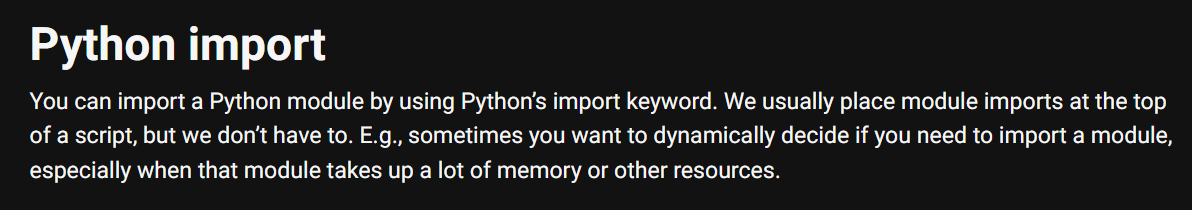 Python import
You can import a Python module by using Python’s import keyword. We usually place module imports at the top
of a script, but we don’t have to. E.g., sometimes you want to dynamically decide if you need to import a module,
especially when that module takes up a lot of memory or other resources.